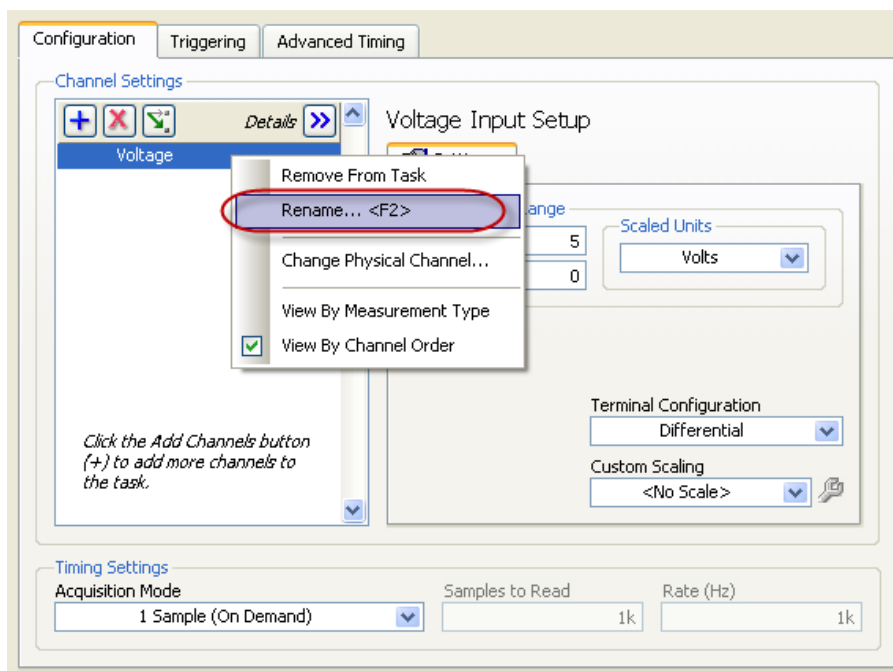 Configuration
Triggering
Advanced Timing
Channel Settings
Details
Voltage Input Setup
Voltage
Remove From Task
Rename... <F2>
Change Physical Channel...
View By Measurement Type
View By Channel Order
5
0
Scaled Units
Volts
Click the Add Channels button
(+) to add more channels to
the task.
Terminal Configuration
Differential
Custom Scaling
<No Scale>
Timing Settings
Acquisition Mode
1 Sample (On Demand)
Samples to Read
1k
Rate (Hz)
1k